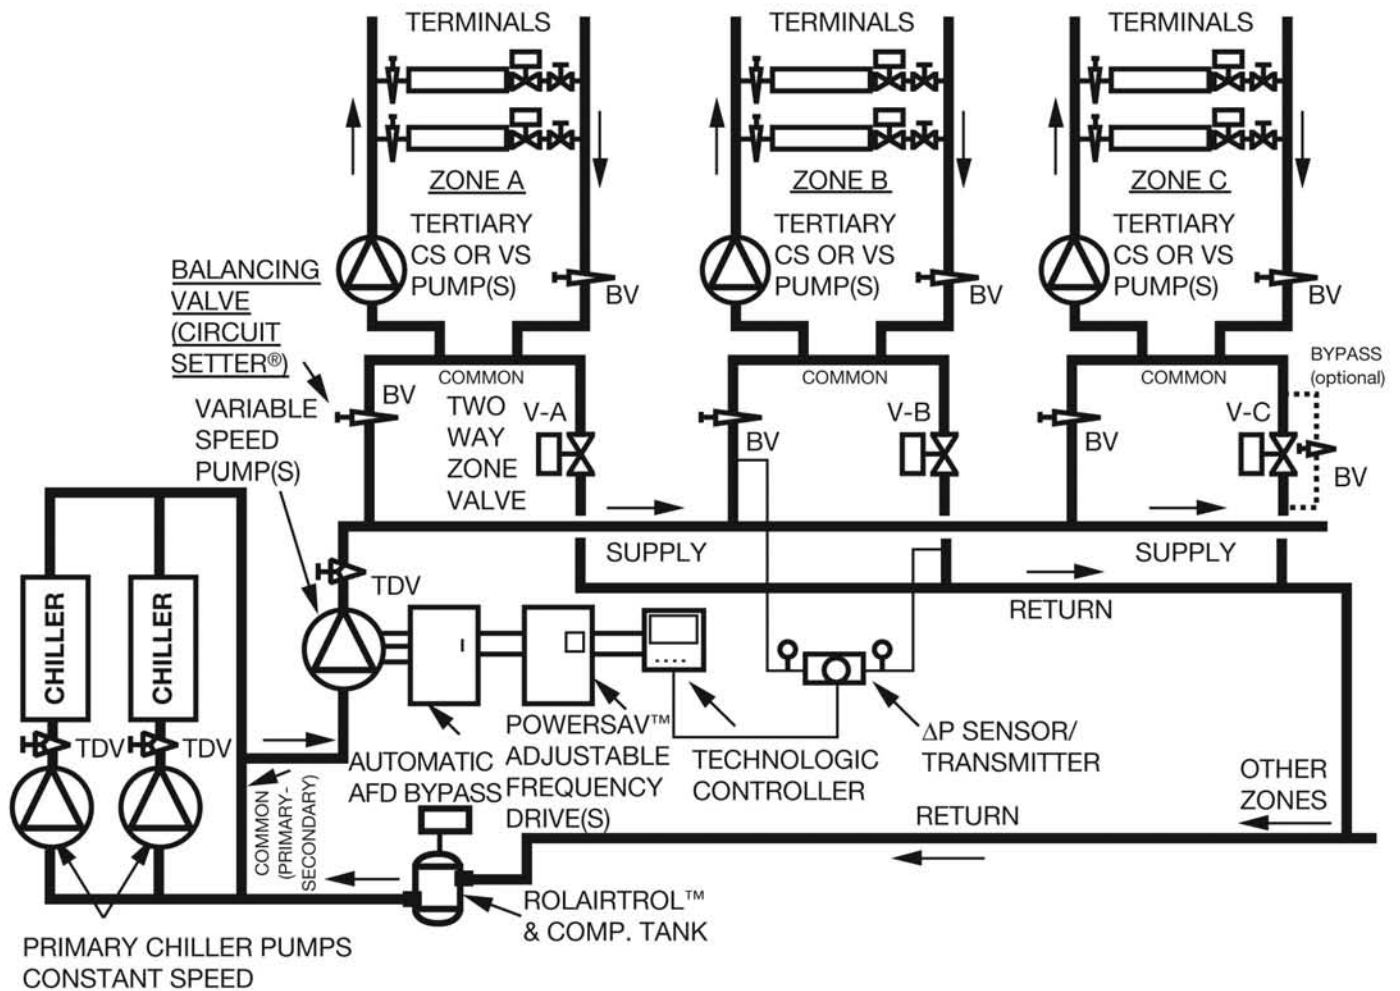 TERMINALS
TERMINALS
TERMINALS
ZONE A
ZONE B
ZONE C
TERTIARY
CS OR VS
PUMP(S)
BV
TERTIARY
CS OR VS
PUMP(S)
BV
TERTIARY
CS OR VS
PUMP(S)
BV
BALANCING
VALVE
(CIRCUIT
SETTER®)
BV
COMMON
COMMON
COMMON
BYPASS
(optional)
VARIABLE
SPEED
PUMP(S)
TWO
WAY
ZONE
VALVE
V-A
BV
V-B
BV
V-C
BV
SUPPLY
SUPPLY
TDV
RETURN
CHILLER
CHILLER
TDV
TDV
AUTOMATIC
AFD BYPASS
POWERSAV™
ADJUSTABLE
FREQUENCY
DRIVE(S)
TECHNOLOGIC
CONTROLLER
ΔP SENSOR/
TRANSMITTER
OTHER
ZONES
COMMON
(PRIMARY-
SECONDARY)
RETURN
ROLAIRTROL™
& COMP. TANK
PRIMARY CHILLER PUMPS
CONSTANT SPEED